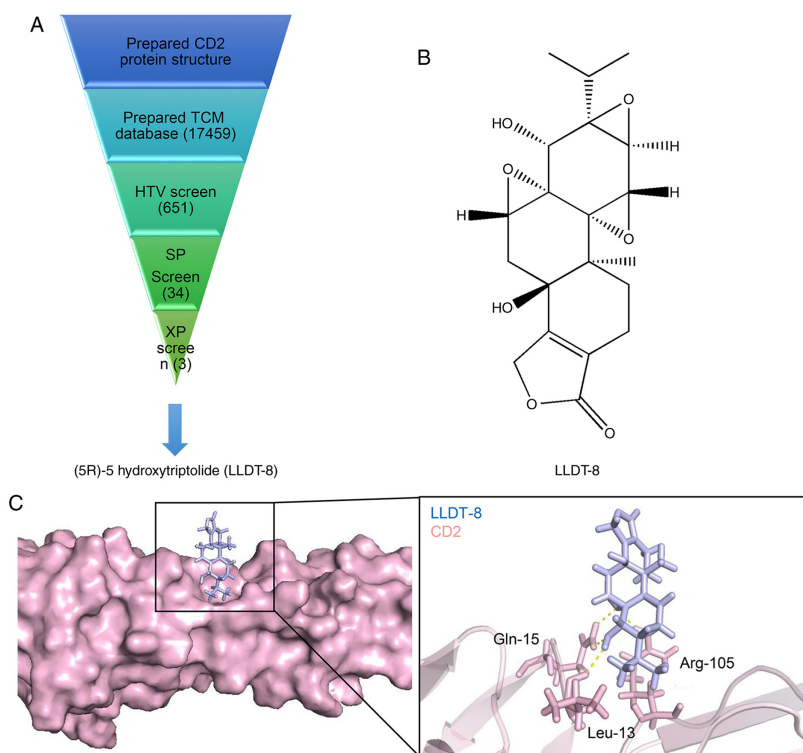 A
Prepared CD2
protein structure
Prepared TCM
database (17459)
HTV screen
(651)
SP
Screen
(34)
XP
scree
n (3)
(5R)-5 hydroxytriptolide (LLDT-8)
B
O
HO
H
O
H
H
O
HO
O
O
LLDT-8
C
LLDT-8
CD2
Gln-15
Arg-105
Leu-13